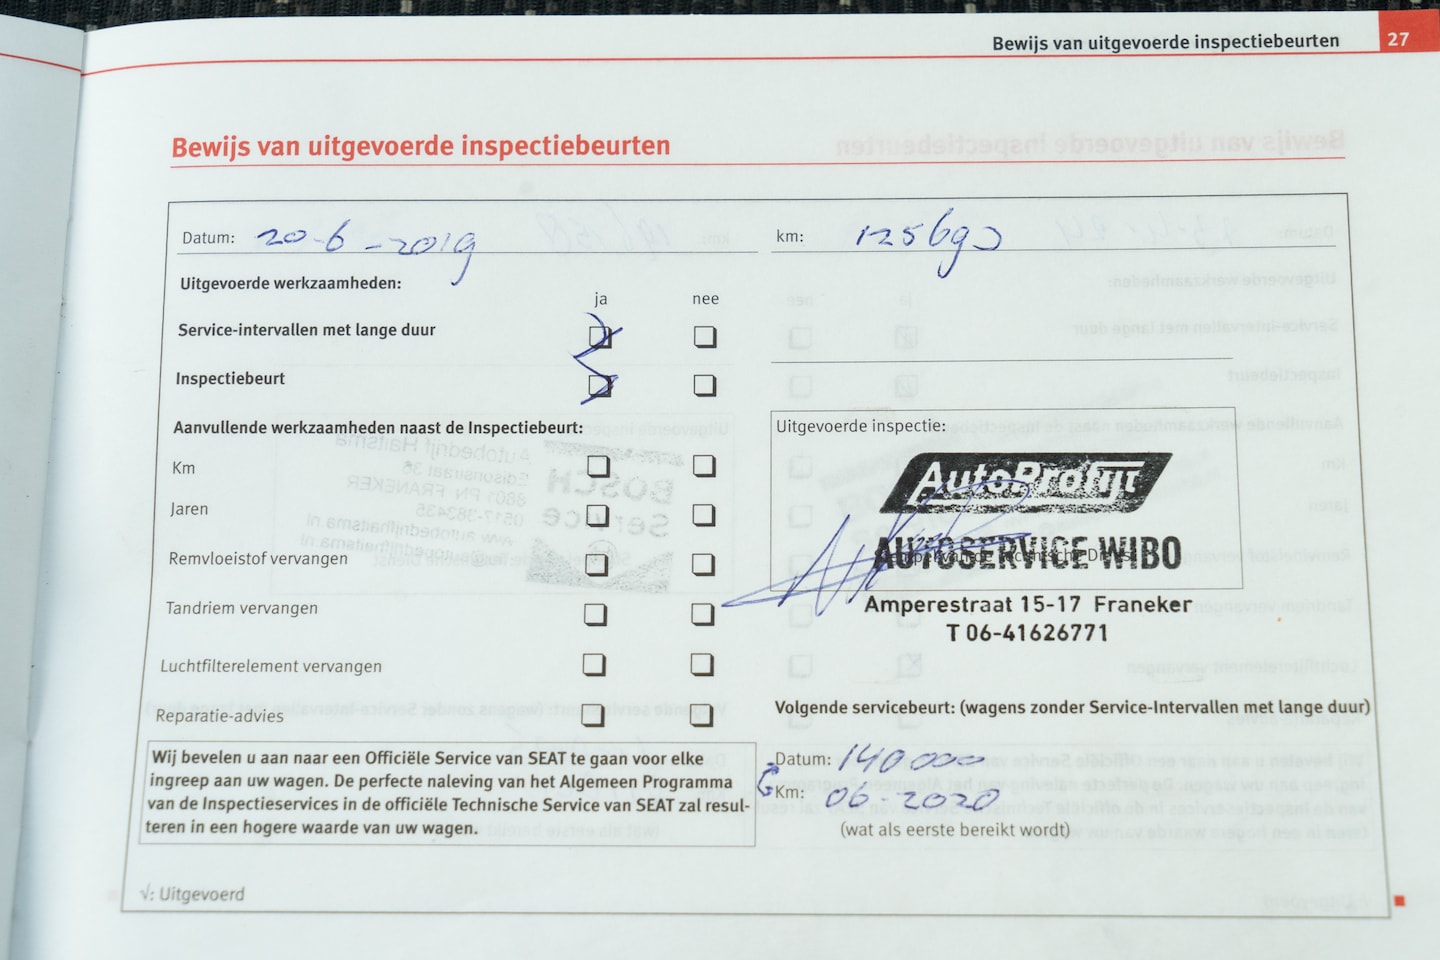 Bewijs van uitgevoerde inspectiebeurten 27
Bewijs van uitgevoerde inspectiebeurten
Datum: 20-6-2019 km: 125690
Uitgevoerde werkzaamheden:
ja nee
Service-intervallen met lange duur
Inspectiebeurt
Aanvullende werkzaamheden naast de Inspectiebeurt:
Km
Jaren
Remvloeistof vervangen
Tandriem vervangen
Luchtfilterelement vervangen
Reparatie-advies
Uitgevoerde inspectie:
AutoProfijt
AUTOSERVICE WIBO
Amperestraat 15-17 Franeker
T 06-41626771
Volgende servicebeurt: (wagens zonder Service-Intervallen met lange duur)
Datum: 140.000
Km: 06-2020
(wat als eerste bereikt wordt)
Wij bevelen u aan naar een Officiële Service van SEAT te gaan voor elke
ingreep aan uw wagen. De perfecte naleving van het Algemeen Programma
van de Inspectieservices in de officiële Technische Service van SEAT zal resul-
teren in een hogere waarde van uw wagen.
√: Uitgevoerd